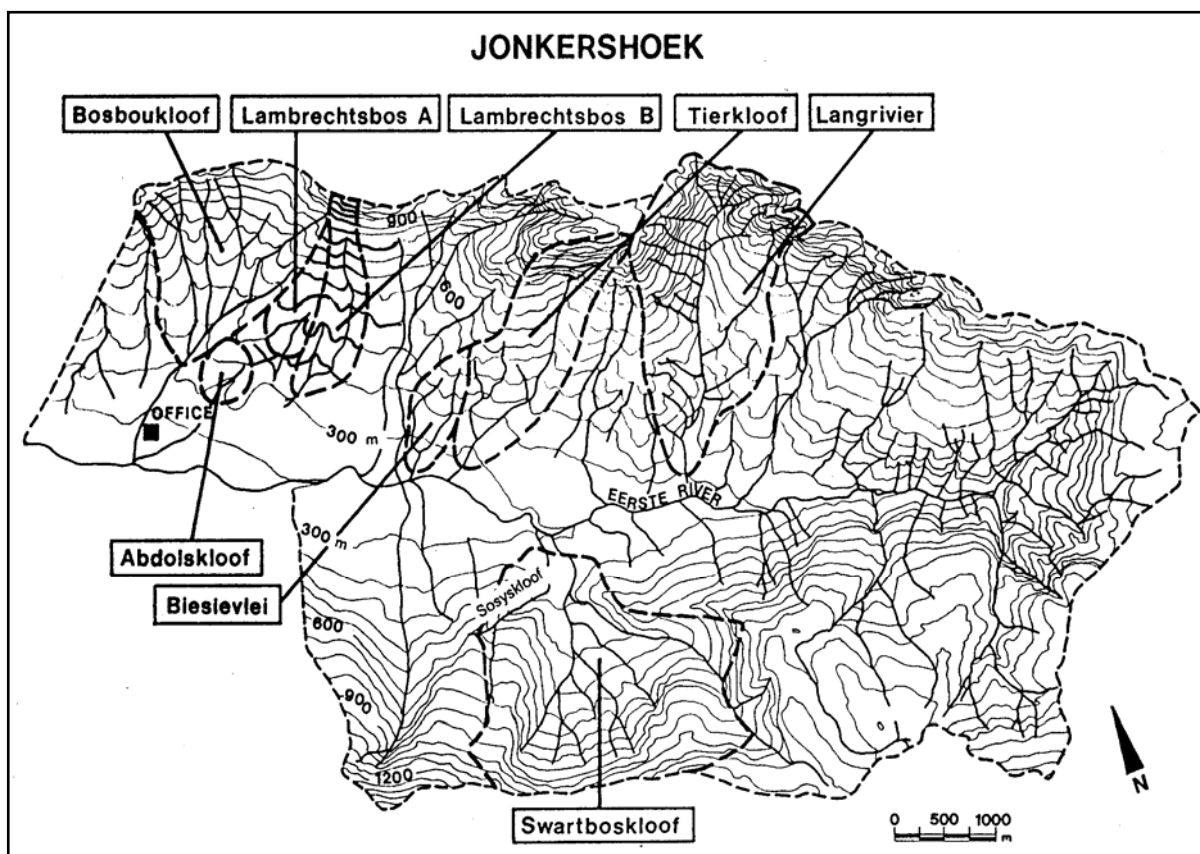 JONKERSHOEK
Bosboukloof
Lambrechtsbos A
Lambrechtsbos B
Tierkloof
Langrivier
900
600
OFFICE
300 m
EERSTE RIVER
300 m
Abdolskloof
Biesievlei
Sosyskloof
600
900
1200
Swartboskloof
N
0 500 1000
m